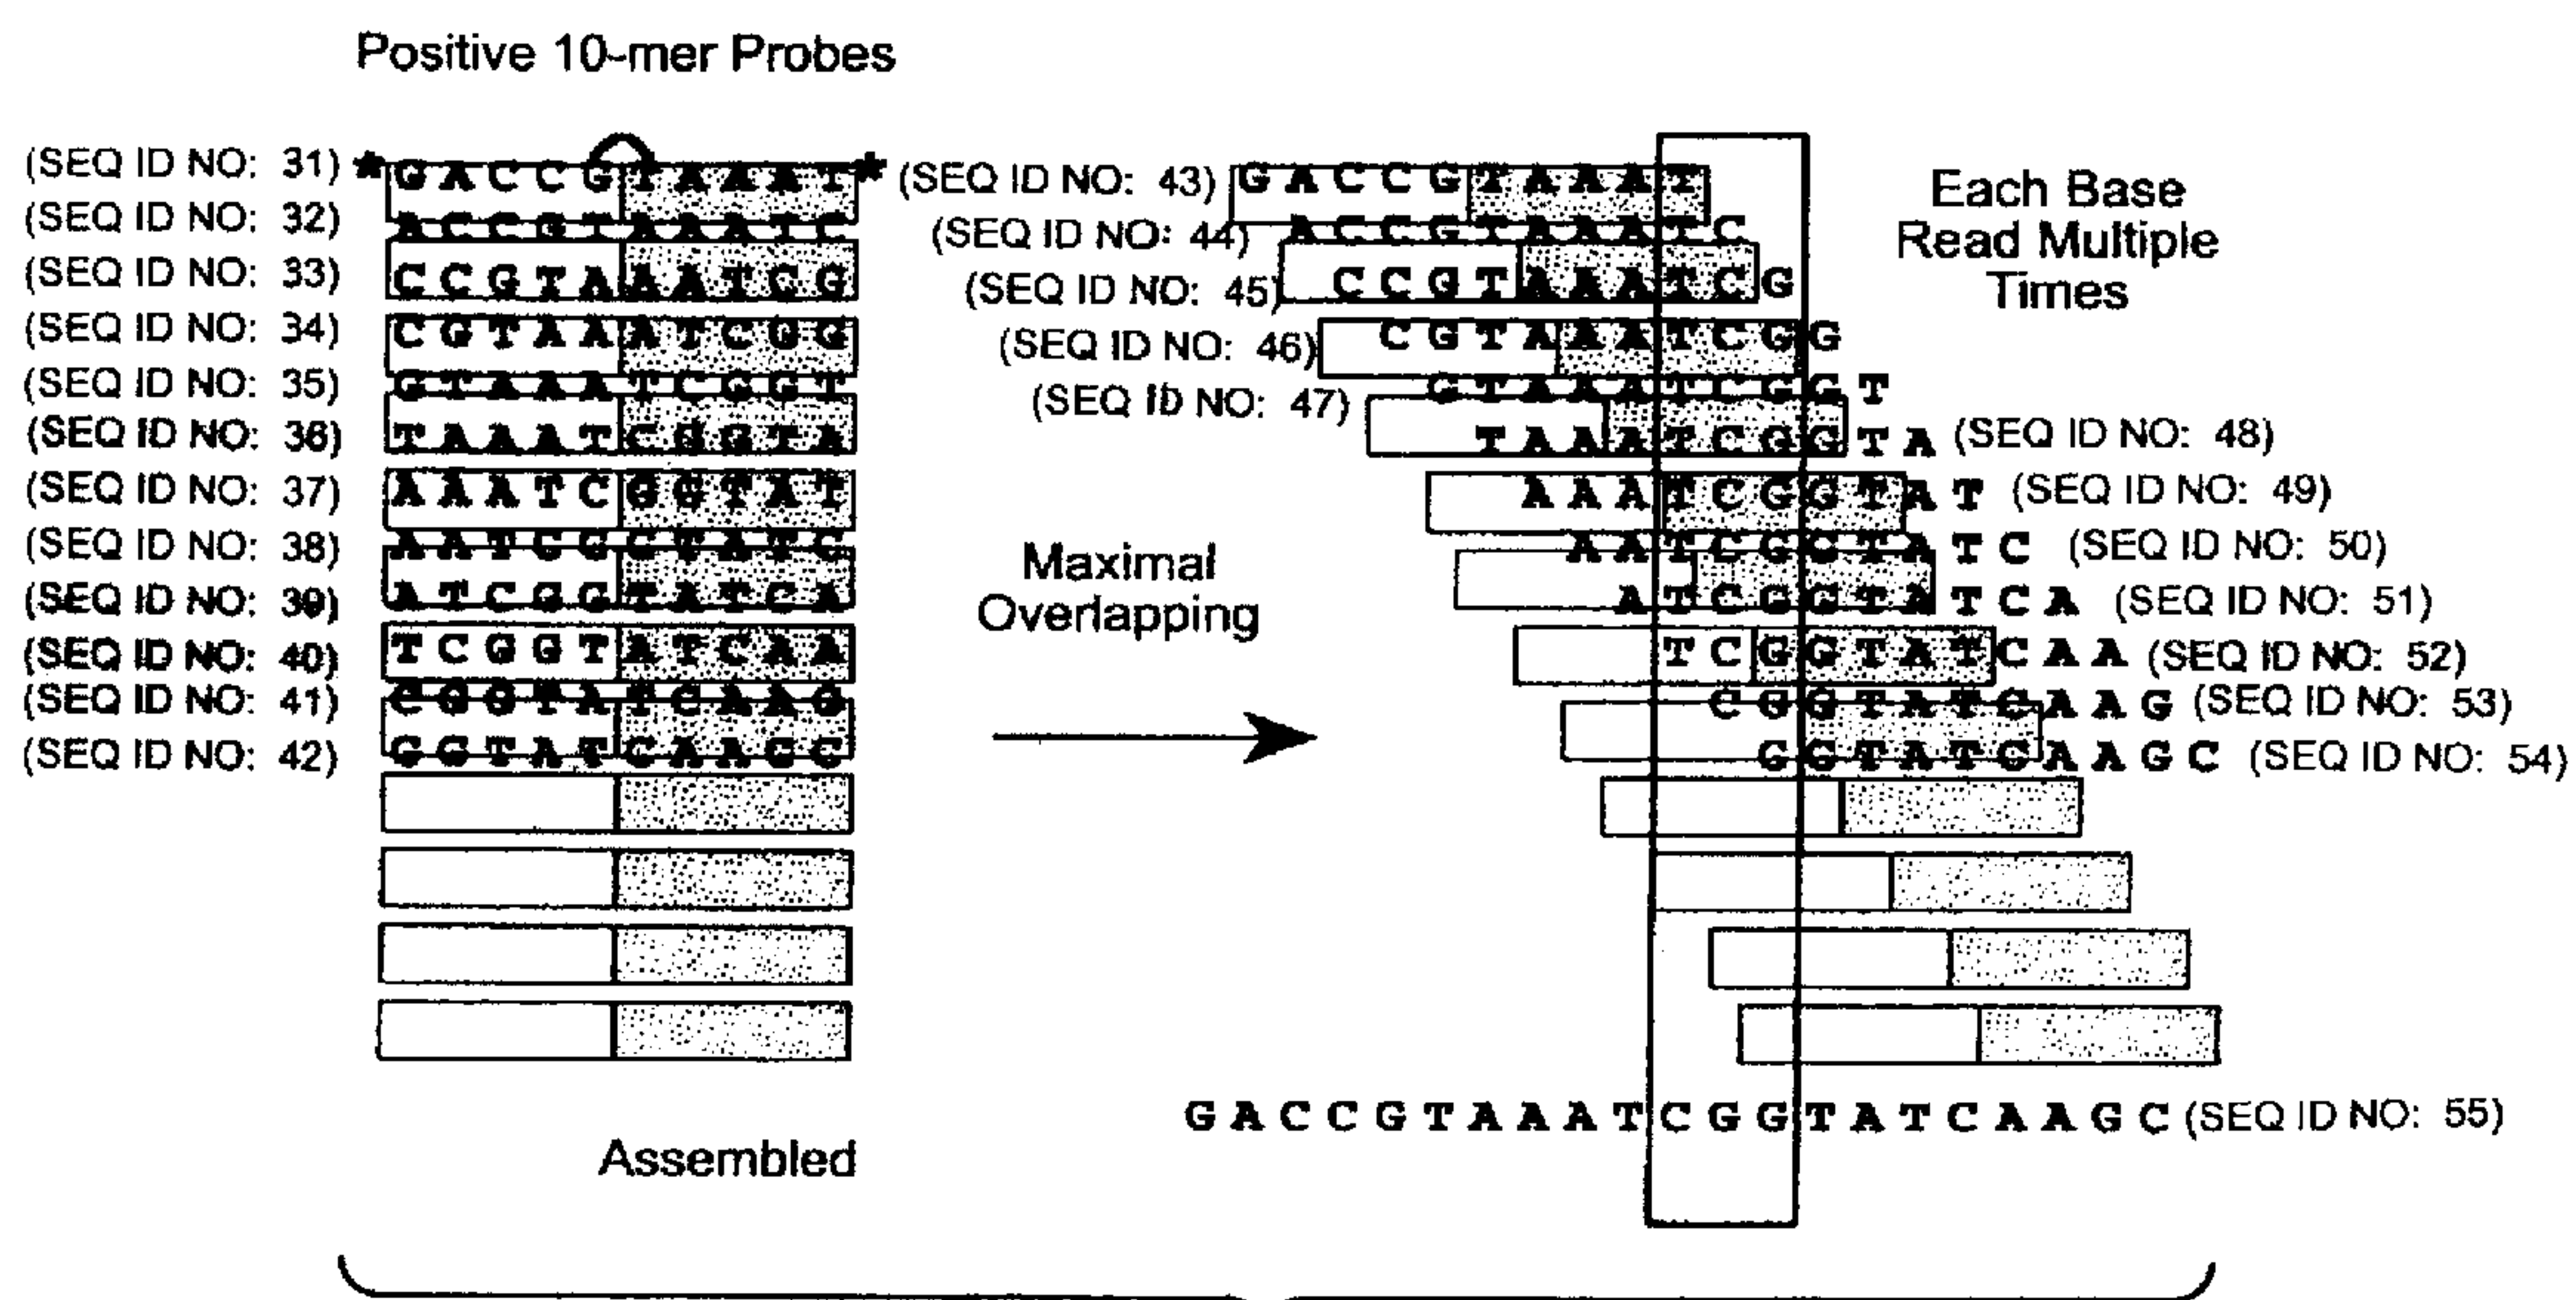 Positive 10-mer Probes
(SEQ ID NO: 31) *GACCGTAAAT*
(SEQ ID NO: 32) ACCGTAAATC
(SEQ ID NO: 33) CCGTAAATCG
(SEQ ID NO: 34) CGTAAATCGG
(SEQ ID NO: 35) GTAAATCGGT
(SEQ ID NO: 36) TAAATCGGTA
(SEQ ID NO: 37) AAATCGGTAT
(SEQ ID NO: 38) AATCGGTATC
(SEQ ID NO: 39) ATCGGTATCA
(SEQ ID NO: 40) TCGGTATCAA
(SEQ ID NO: 41) CGGTATCAAG
(SEQ ID NO: 42) GGTATCAAGC
Assembled
Maximal
Overlapping
(SEQ ID NO: 43) GACCGTAAAT
(SEQ ID NO: 44) ACCGTAAATC
(SEQ ID NO: 45) CCGTAAATCG
(SEQ ID NO: 46) CGTAAATCGG
(SEQ ID NO: 47) GTAAATCGGT
TAAATCGGTA (SEQ ID NO: 48)
AAATCGGTAT (SEQ ID NO: 49)
AATCGGTATC (SEQ ID NO: 50)
ATCGGTATCA (SEQ ID NO: 51)
TCGGTATCAA (SEQ ID NO: 52)
CGGTATCAAG (SEQ ID NO: 53)
GGTATCAAGC (SEQ ID NO: 54)
GACCGTAAATCGGTATCAAGC (SEQ ID NO: 55)
Each Base
Read Multiple
Times